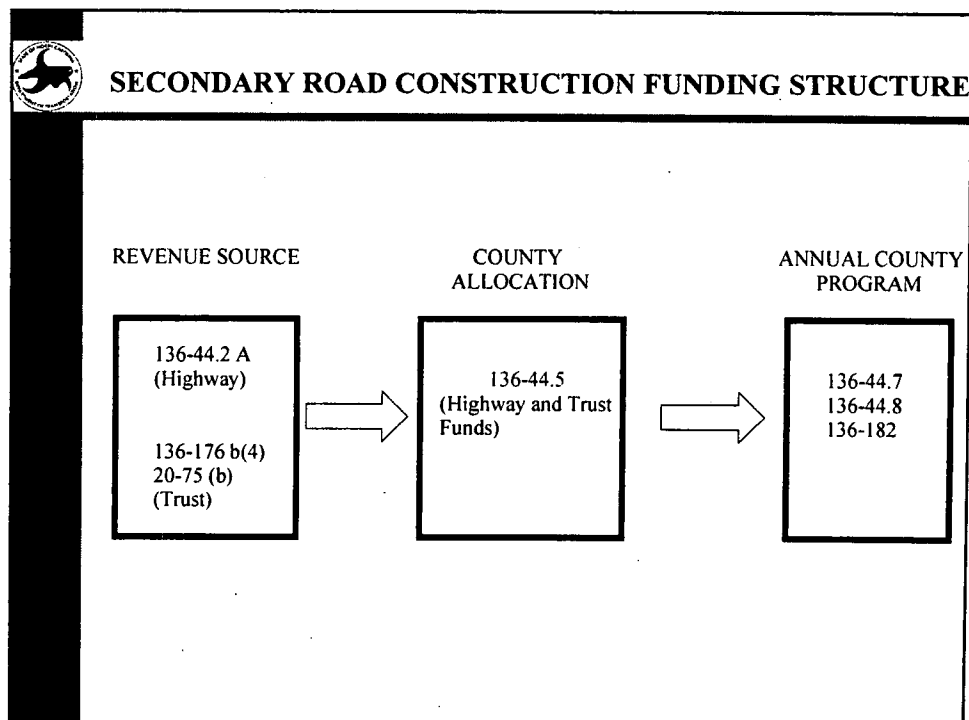 SECONDARY ROAD CONSTRUCTION FUNDING STRUCTURE
REVENUE SOURCE
136-44.2 A
(Highway)
136-176 b(4)
20-75 (b)
(Trust)
COUNTY
ALLOCATION
136-44.5
(Highway and Trust
Funds)
ANNUAL COUNTY
PROGRAM
136-44.7
136-44.8
136-182